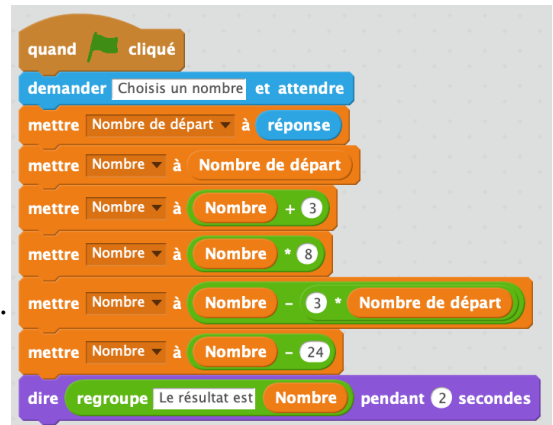 quand cliqué
demander Choisis un nombre et attendre
mettre Nombre de départ à réponse
mettre Nombre à Nombre de départ
mettre Nombre à Nombre + 3
mettre Nombre à Nombre * 8
mettre Nombre à Nombre - 3 * Nombre de départ
mettre Nombre à Nombre - 24
dire regroupe Le résultat est Nombre pendant 2 secondes